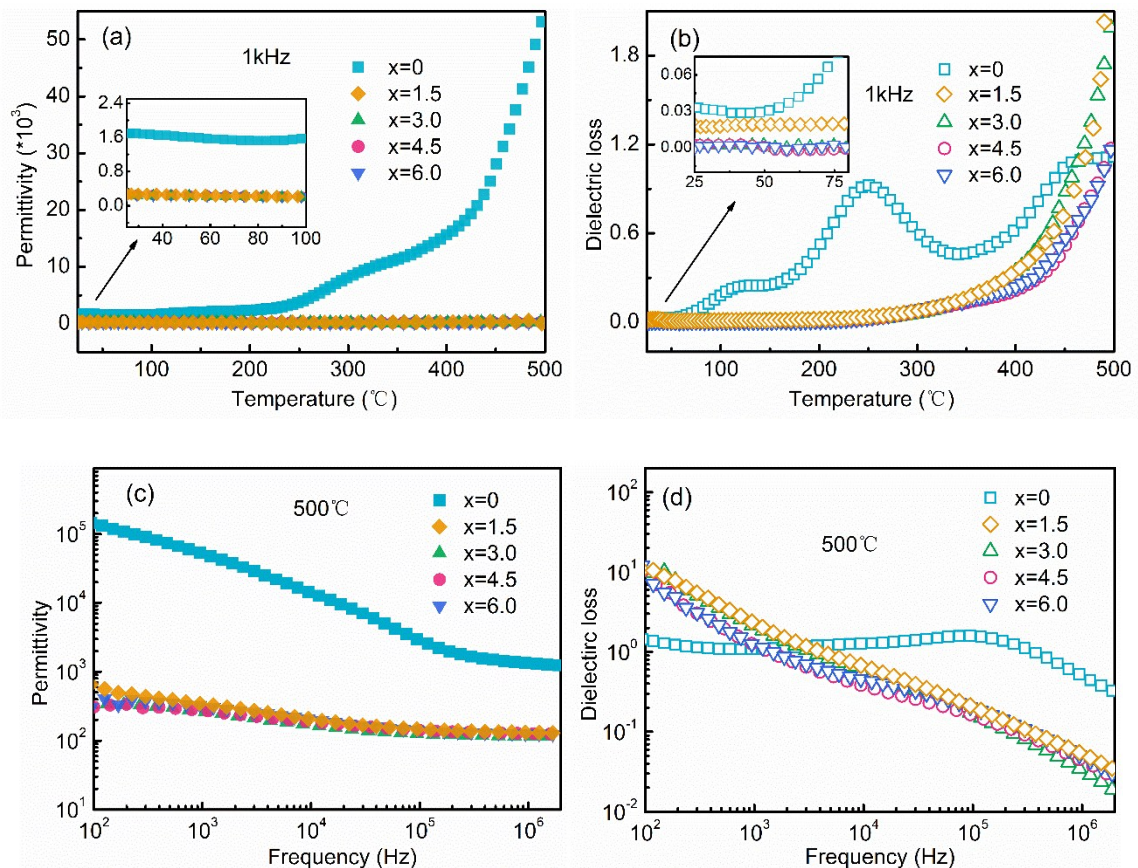 (a)
1kHz
x=0
x=1.5
x=3.0
x=4.5
x=6.0
50
40
30
20
10
0
2.4
1.6
0.8
0.0
40 60 80 100
100 200 300 400 500
Permittivity (*10⁻³)
Temperature (℃)
(b)
1kHz
x=0
x=1.5
x=3.0
x=4.5
x=6.0
1.8
1.2
0.6
0.0
0.06
0.03
0.00
25 50 75
100 200 300 400 500
Dielectric loss
Temperature (℃)
(c)
500℃
x=0
x=1.5
x=3.0
x=4.5
x=6.0
10⁵
10⁴
10³
10²
10¹
10² 10³ 10⁴ 10⁵ 10⁶
Permittivity
Frequency (Hz)
(d)
500℃
x=0
x=1.5
x=3.0
x=4.5
x=6.0
10²
10¹
10⁰
10⁻¹
10⁻²
10² 10³ 10⁴ 10⁵ 10⁶
Dielectirc loss
Frequency (Hz)